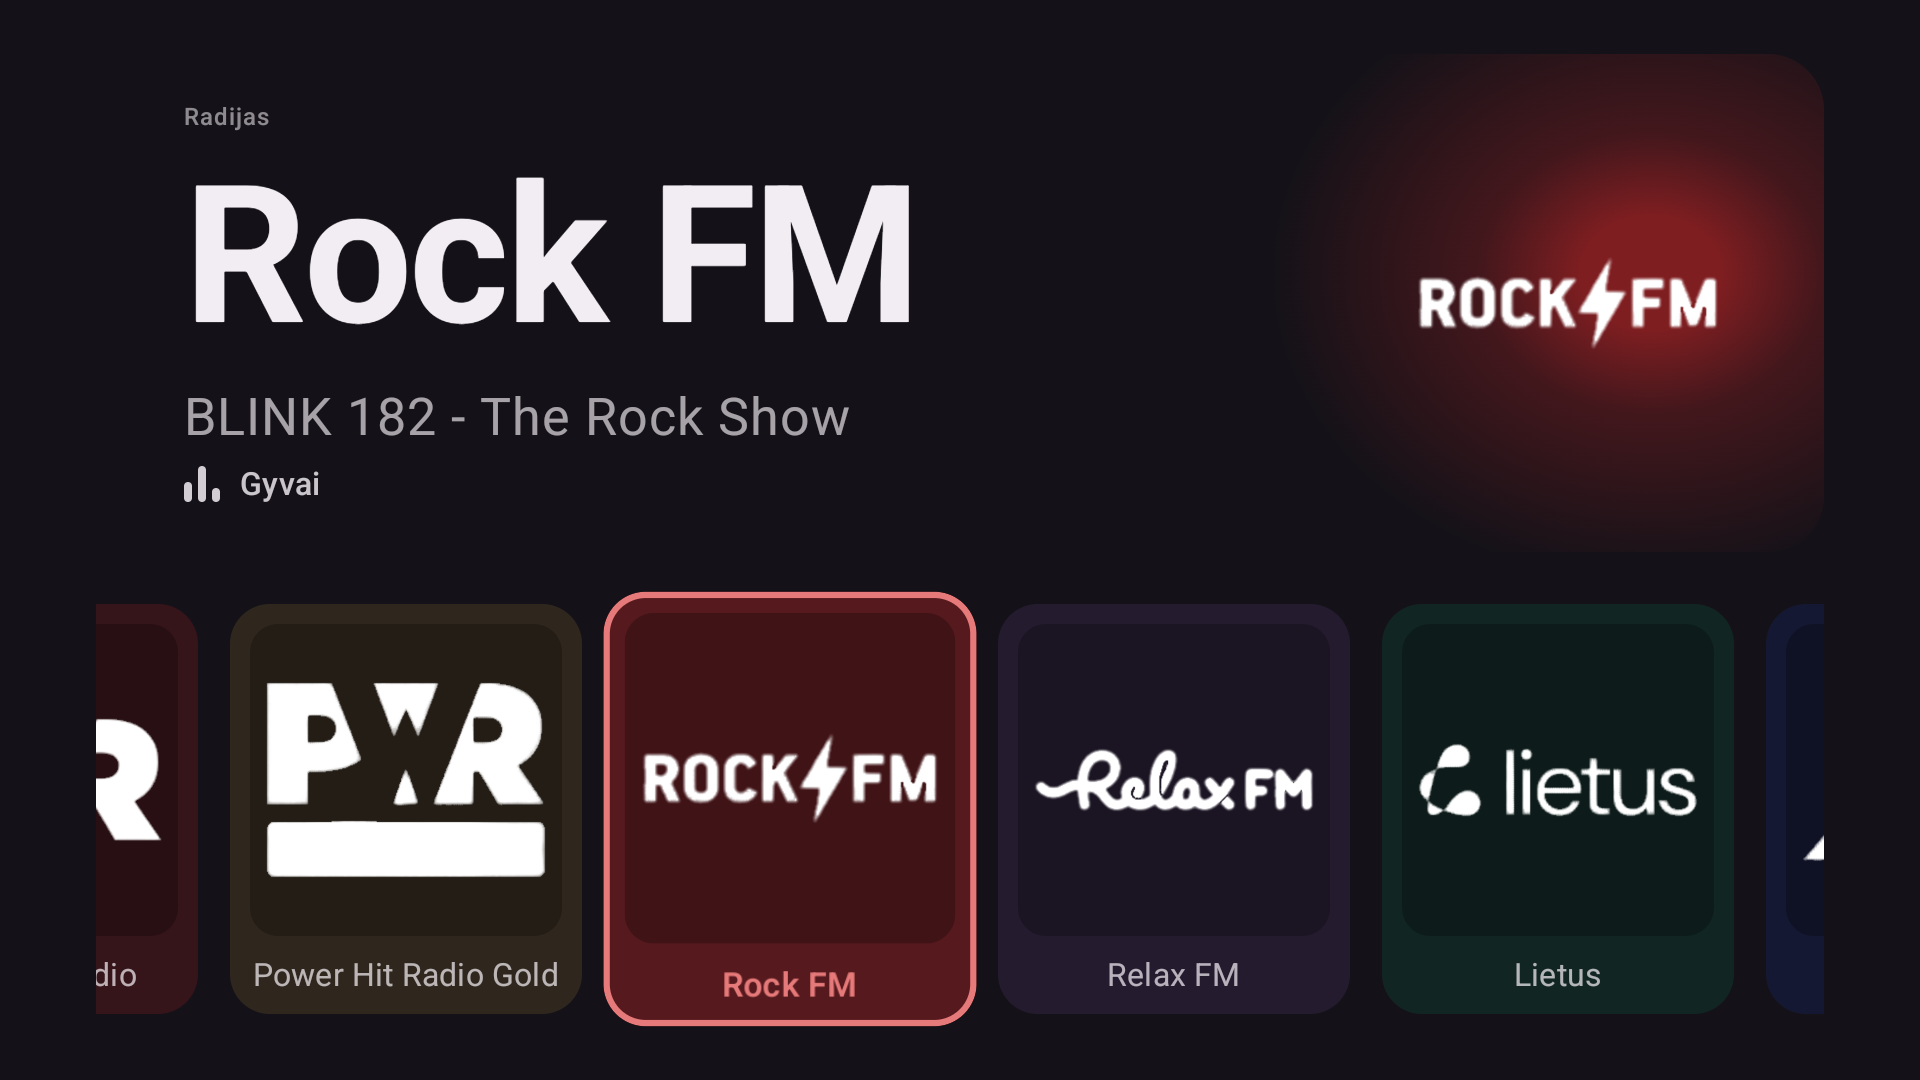 Radijas
Rock FM
BLINK 182 - The Rock Show
Gyvai
ROCK FM
R
PWR
ROCK FM
Relax FM
lietus
dio
Power Hit Radio Gold
Rock FM
Relax FM
Lietus